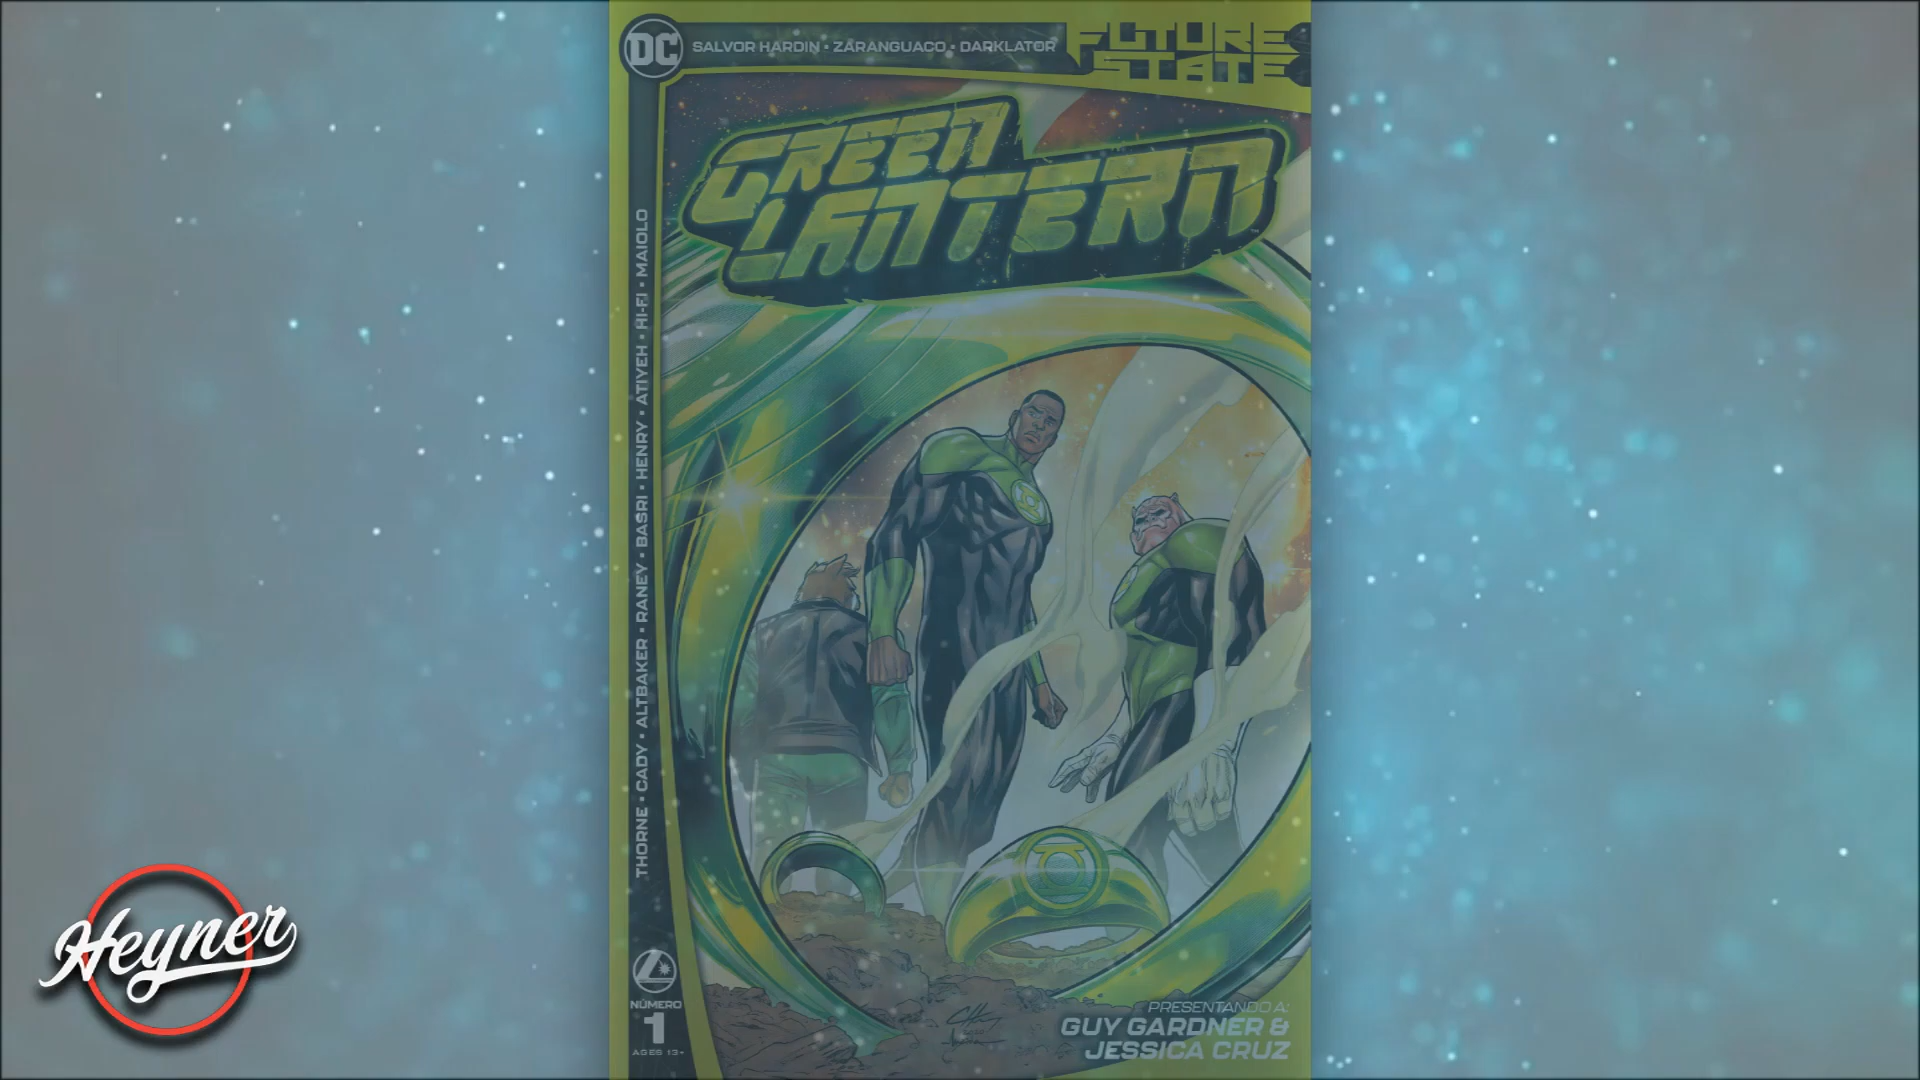 DC
SALVOR HARDIN • ZARANGUACO • DARKLATOR
FUTURE
STATE
GREEN
LANTERN
THORNE • CADY • ALTBAKER • RANEY • BASRI • HENRY • ATIYEH • HI-FI • MAIOLO
NÚMERO
1
AGES 13+
PRESENTANDO A:
GUY GARDNER &
JESSICA CRUZ
Heyner